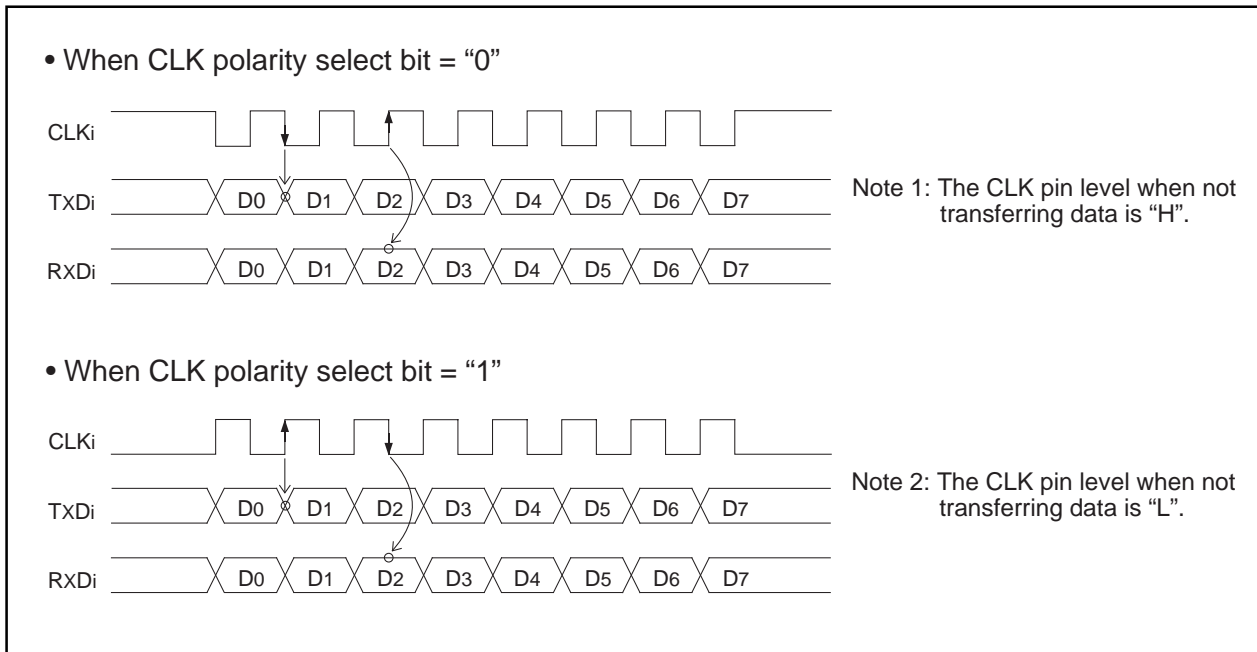 • When CLK polarity select bit = “0”
CLKi
TXDi D0 D1 D2 D3 D4 D5 D6 D7
RXDi D0 D1 D2 D3 D4 D5 D6 D7
Note 1: The CLK pin level when not
transferring data is “H”.
• When CLK polarity select bit = “1”
CLKi
TXDi D0 D1 D2 D3 D4 D5 D6 D7
RXDi D0 D1 D2 D3 D4 D5 D6 D7
Note 2: The CLK pin level when not
transferring data is “L”.